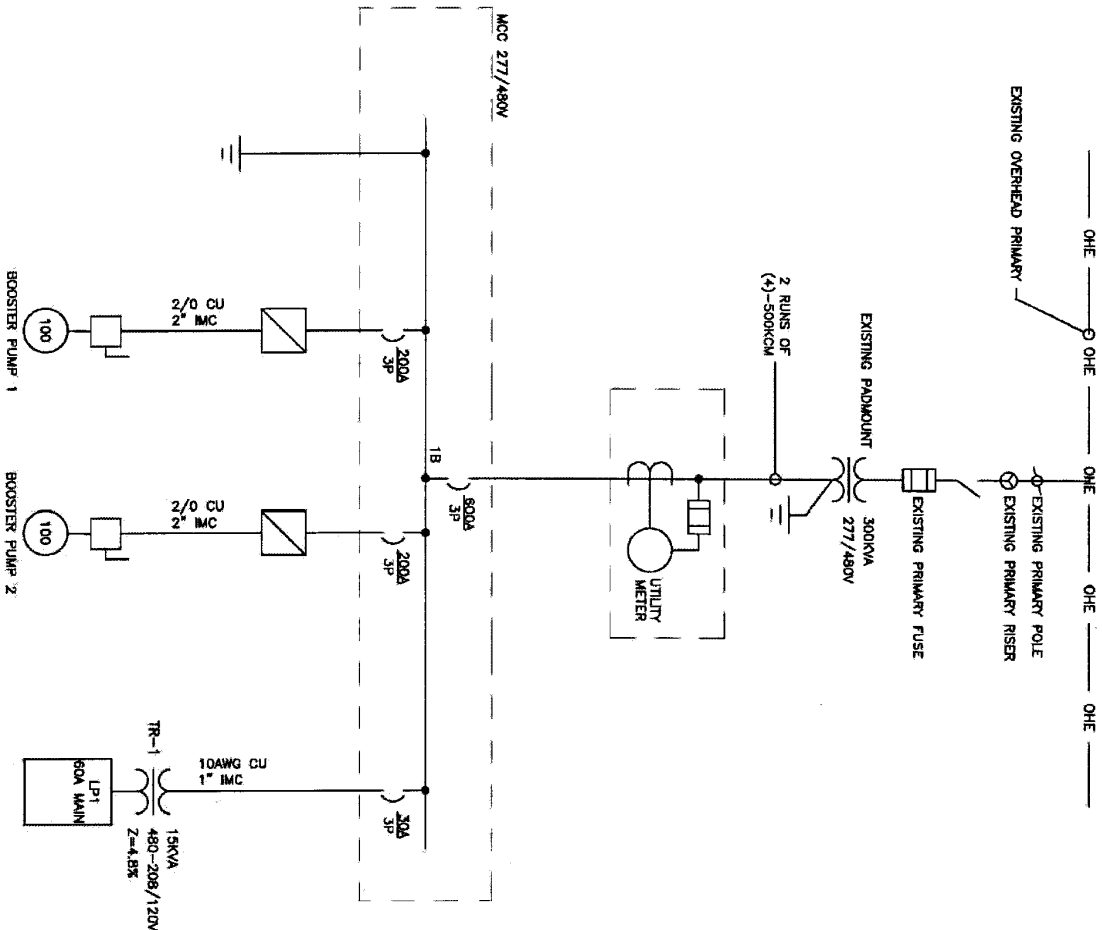 OHE
OHE
OHE
OHE
OHE
EXISTING OVERHEAD PRIMARY
EXISTING PRIMARY POLE
EXISTING PRIMARY RISER
EXISTING PRIMARY FUSE
EXISTING PADMOUNT
300KVA
277/480V
2 RUNS OF
(4)-500KCM
UTILITY
METER
MCC 277/480V
600A
3P
1B
200A
3P
200A
3P
30A
3P
2/0 CU
2" IMC
2/0 CU
2" IMC
10AWG CU
1" IMC
100
BOOSTER PUMP 1
100
BOOSTER PUMP 2
TR-1
15KVA
480-208/120V
Z=4.8%
LP1
60A MAIN